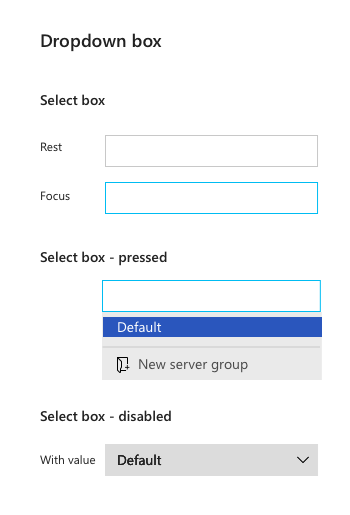 Dropdown box
Select box
Rest
Focus
Select box - pressed
Default
New server group
Select box - disabled
With value Default